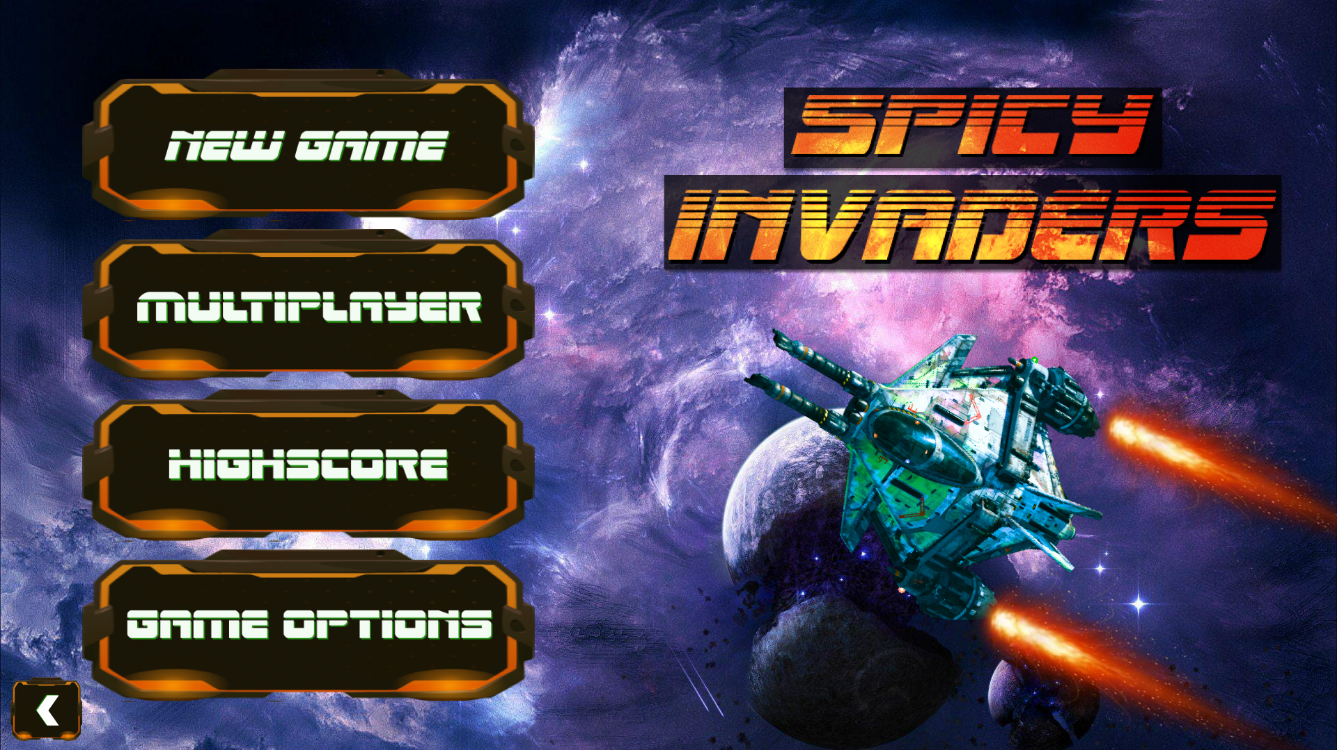 SPICY
INVADERS
NEW GAME
MULTIPLAYER
HIGHSCORE
GAME OPTIONS